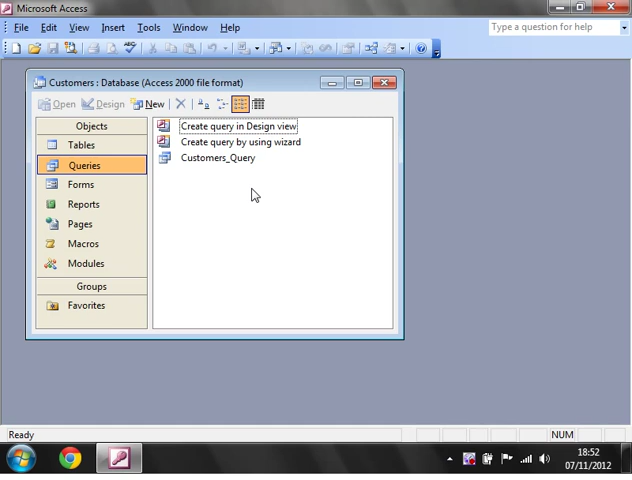 Microsoft Access
File Edit View Insert Tools Window Help
Type a question for help
Customers : Database (Access 2000 file format)
Open Design New
Objects
Tables
Queries
Forms
Reports
Pages
Macros
Modules
Groups
Favorites
Create query in Design view
Create query by using wizard
Customers_Query
Ready
NUM
18:52
07/11/2012